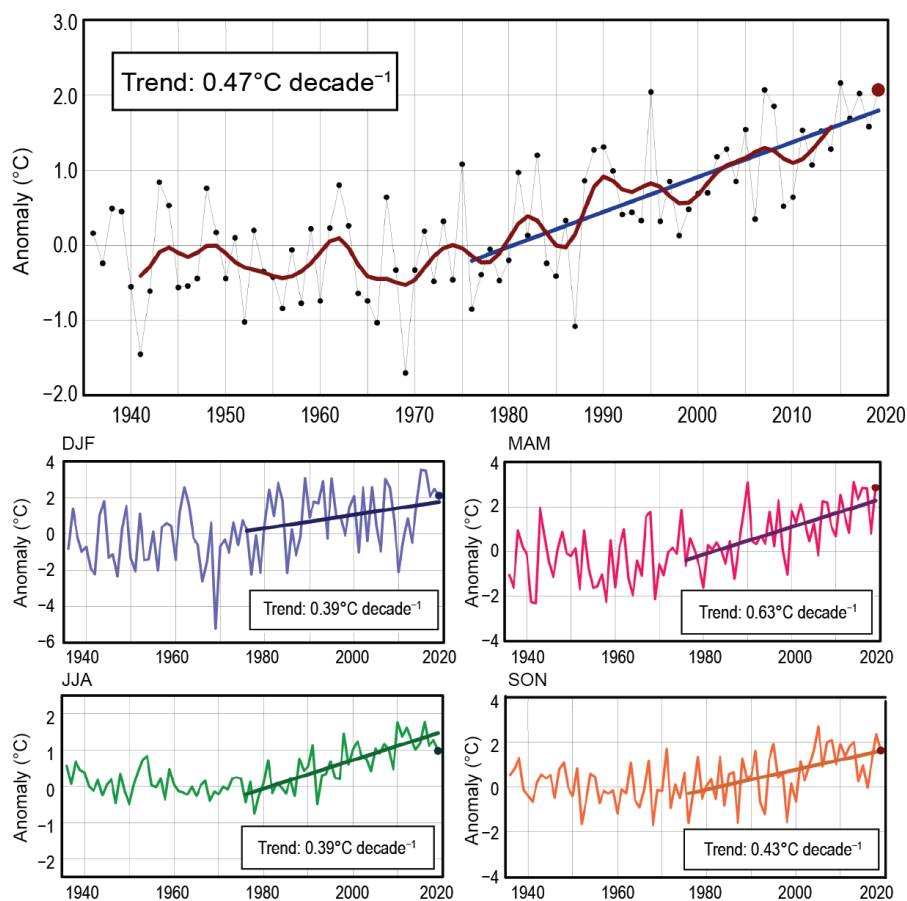 3.0
2.0
1.0
0.0
−1.0
−2.0
Anomaly (°C)
Trend: 0.47°C decade⁻¹
1940 1950 1960 1970 1980 1990 2000 2010 2020
DJF
4
2
0
−2
−4
−6
Anomaly (°C)
Trend: 0.39°C decade⁻¹
1940 1960 1980 2000 2020
MAM
4
2
0
−2
−4
Anomaly (°C)
Trend: 0.63°C decade⁻¹
1940 1960 1980 2000 2020
JJA
2
1
0
−1
−2
Anomaly (°C)
Trend: 0.39°C decade⁻¹
1940 1960 1980 2000 2020
SON
4
2
0
−2
−4
Anomaly (°C)
Trend: 0.43°C decade⁻¹
1940 1960 1980 2000 2020